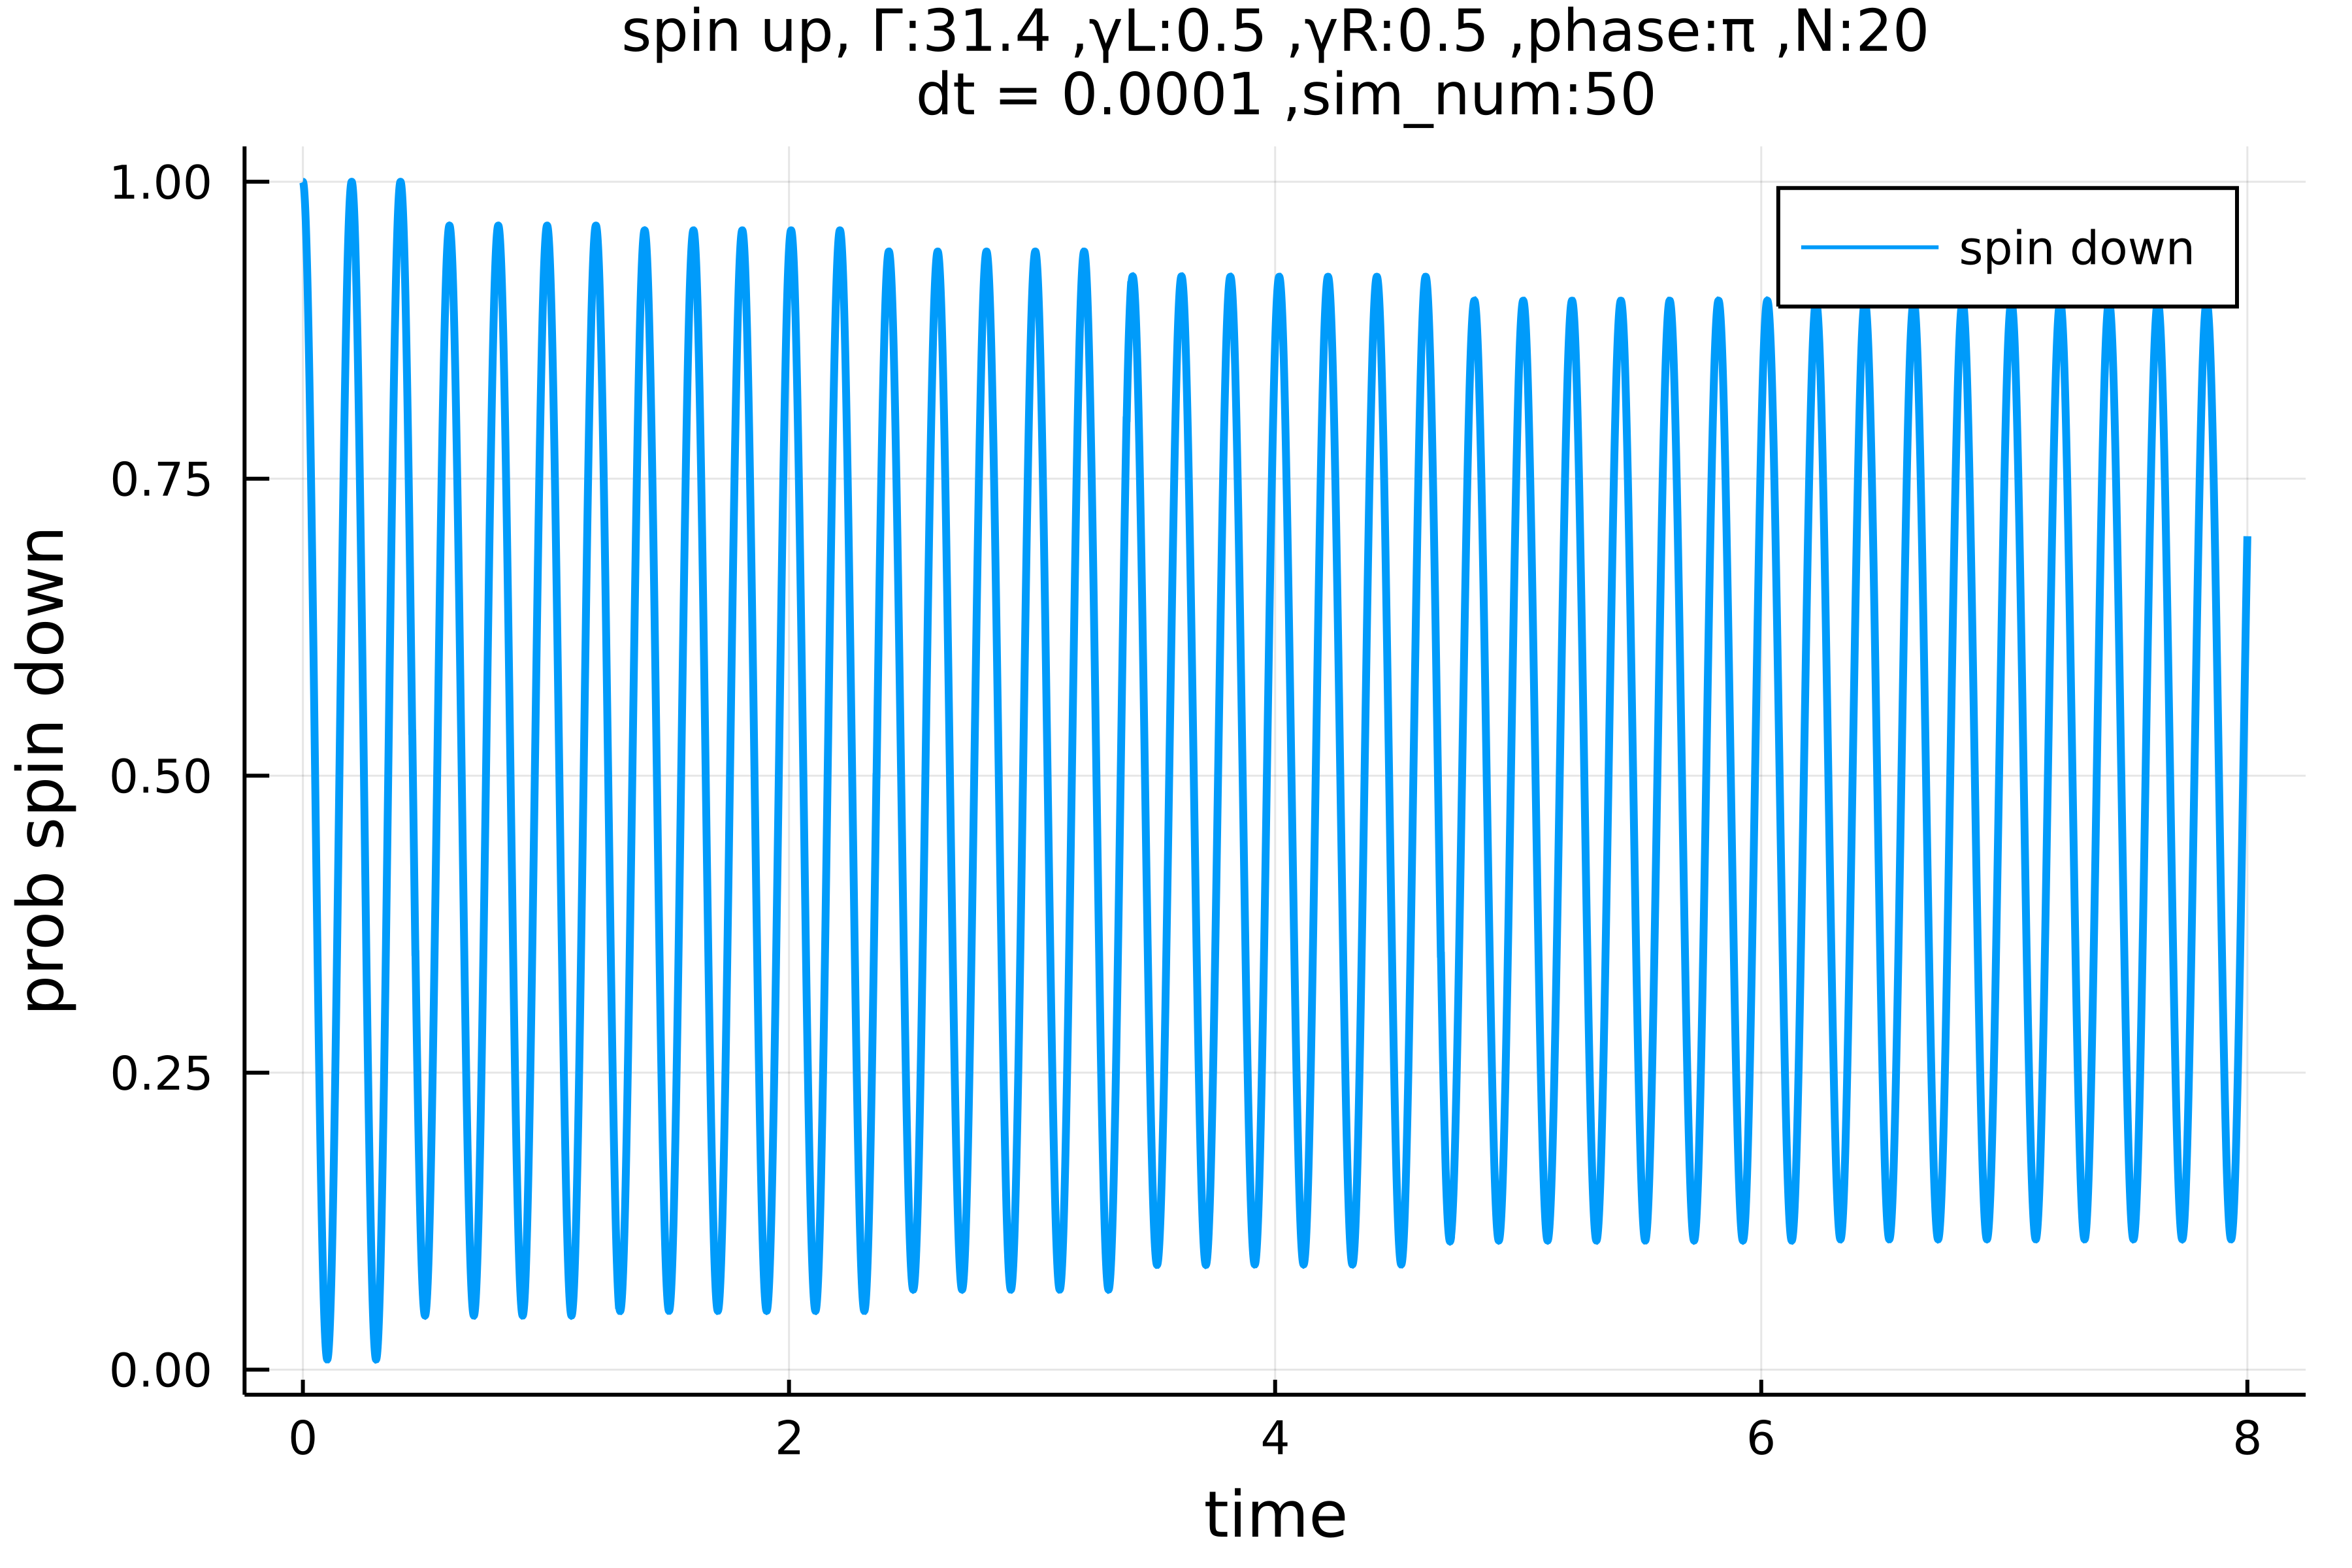 spin up, Γ:31.4 ,γL:0.5 ,γR:0.5 ,phase:π ,N:20
dt = 0.0001 ,sim_num:50
spin down
prob spin down
1.00
0.75
0.50
0.25
0.00
0 2 4 6 8
time